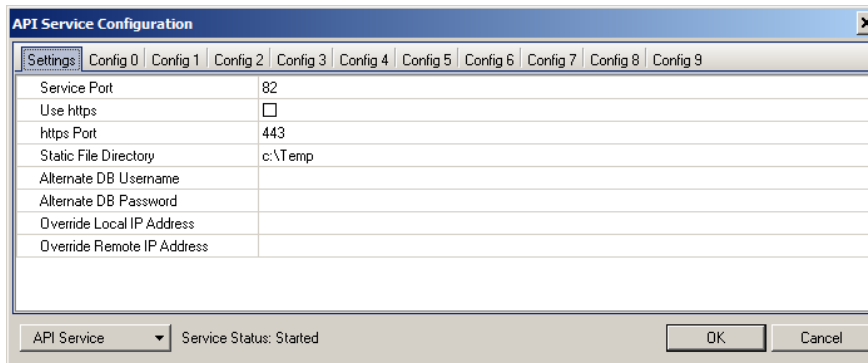 API Service Configuration
Settings Config 0 Config 1 Config 2 Config 3 Config 4 Config 5 Config 6 Config 7 Config 8 Config 9
Service Port 82
Use https
https Port 443
Static File Directory c:\Temp
Alternate DB Username
Alternate DB Password
Override Local IP Address
Override Remote IP Address
API Service Service Status: Started OK Cancel